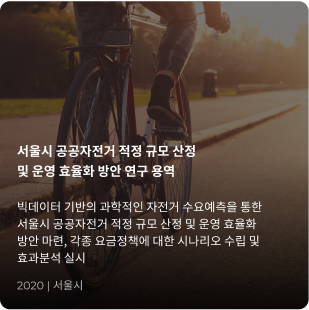 서울시 공공자전거 적정 규모 산정
및 운영 효율화 방안 연구 용역
빅데이터 기반의 과학적인 자전거 수요예측을 통한
서울시 공공자전거 적정 규모 산정 및 운영 효율화
방안 마련, 각종 요금정책에 대한 시나리오 수립 및
효과분석 실시
2020 | 서울시